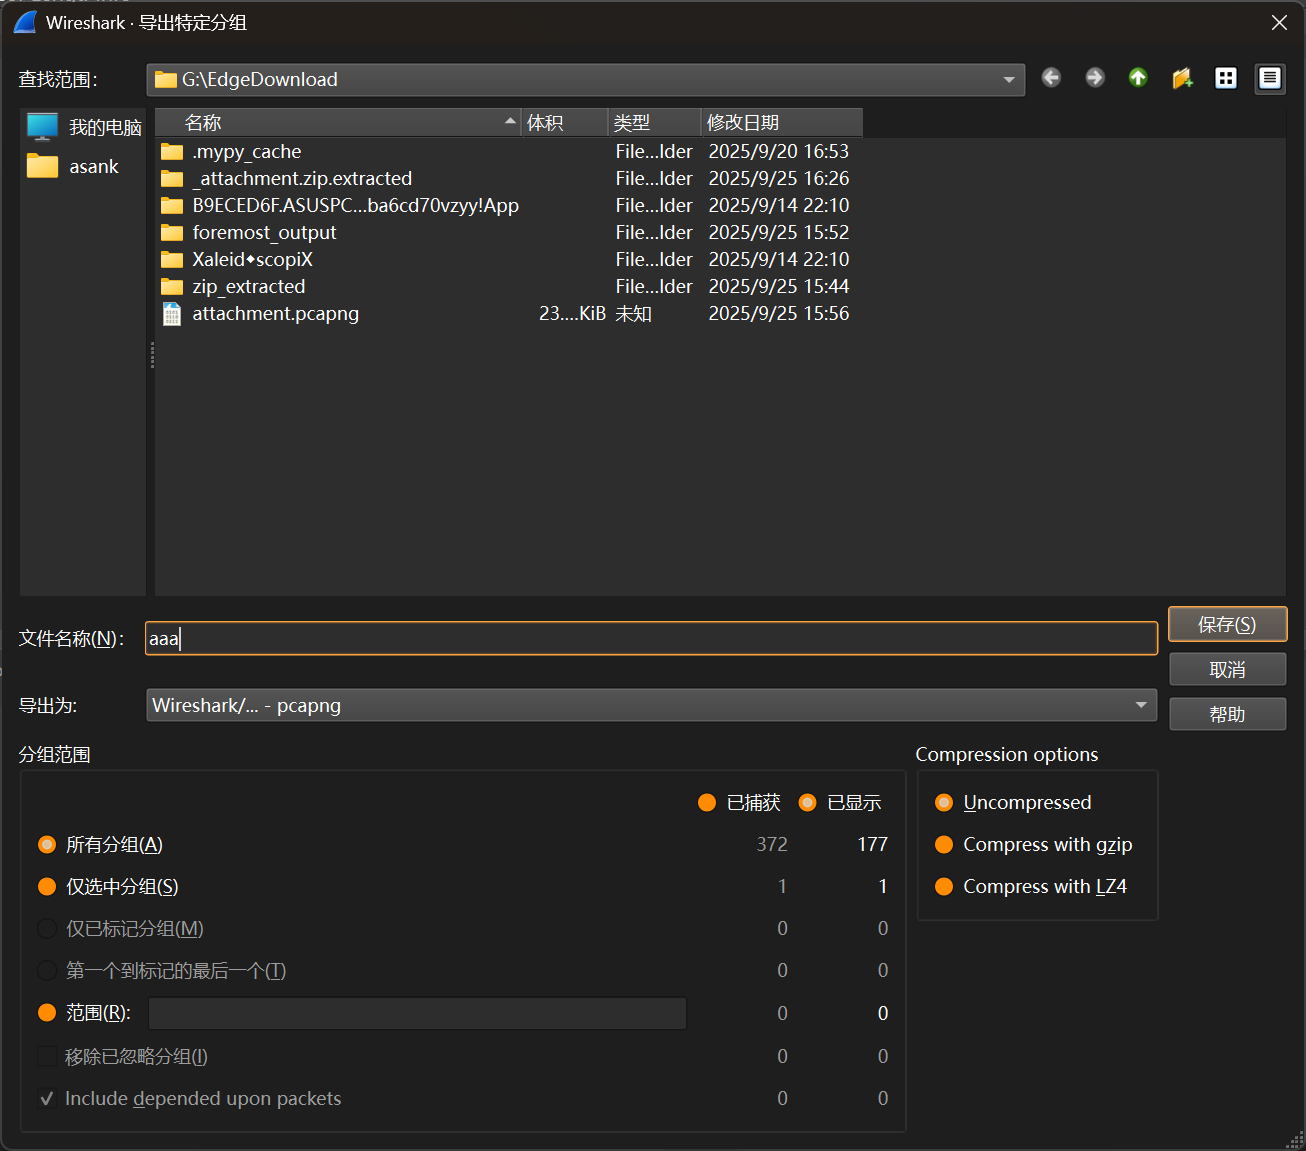 Wireshark · 导出特定分组
查找范围：
G:\EdgeDownload
我的电脑
asank
名称 体积 类型 修改日期
.mypy_cache File...lder 2025/9/20 16:53
_attachment.zip.extracted File...lder 2025/9/25 16:26
B9ECED6F.ASUSPC...ba6cd70vzyy!App File...lder 2025/9/14 22:10
foremost_output File...lder 2025/9/25 15:52
Xaleid◆scopiX File...lder 2025/9/14 22:10
zip_extracted File...lder 2025/9/25 15:44
attachment.pcapng 23....KiB 未知 2025/9/25 15:56
文件名称(N)：
aaa
保存(S)
取消
导出为:
Wireshark/... - pcapng
帮助
分组范围
已捕获 已显示
所有分组(A) 372 177
仅选中分组(S) 1 1
仅已标记分组(M) 0 0
第一个到标记的最后一个(T) 0 0
范围(R): 0 0
移除已忽略分组(I) 0 0
Include depended upon packets 0 0
Compression options
Uncompressed
Compress with gzip
Compress with LZ4